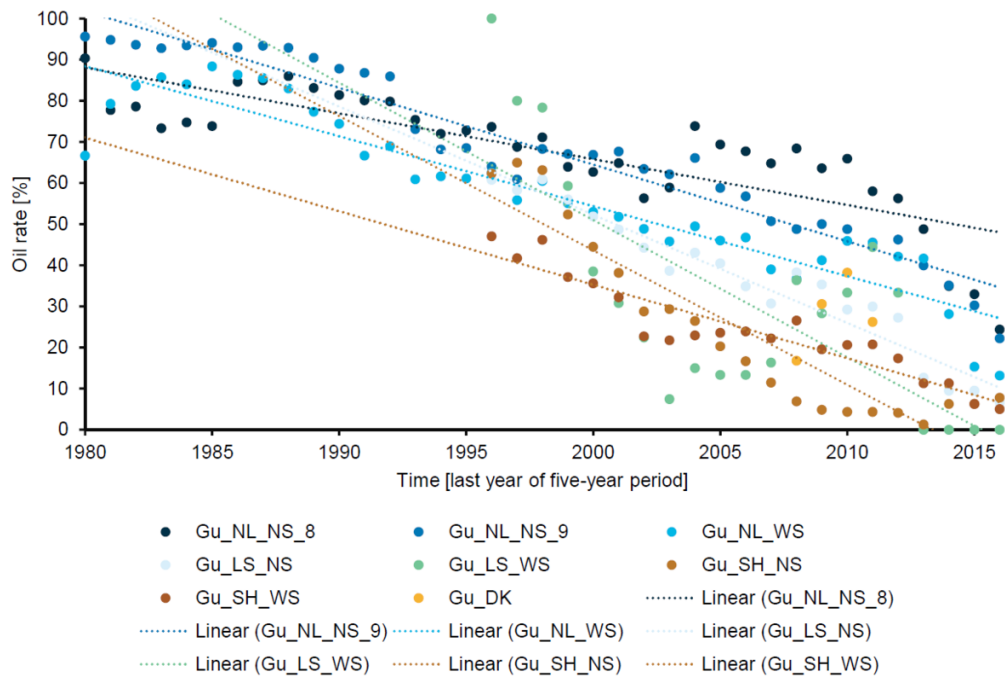 100
90
80
70
60
50
40
30
20
10
0
Oil rate [%]
1980 1985 1990 1995 2000 2005 2010 2015
Time [last year of five-year period]
Gu_NL_NS_8 Gu_NL_NS_9 Gu_NL_WS
Gu_LS_NS Gu_LS_WS Gu_SH_NS
Gu_SH_WS Gu_DK Linear (Gu_NL_NS_8)
Linear (Gu_NL_NS_9) Linear (Gu_NL_WS) Linear (Gu_LS_NS)
Linear (Gu_LS_WS) Linear (Gu_SH_NS) Linear (Gu_SH_WS)